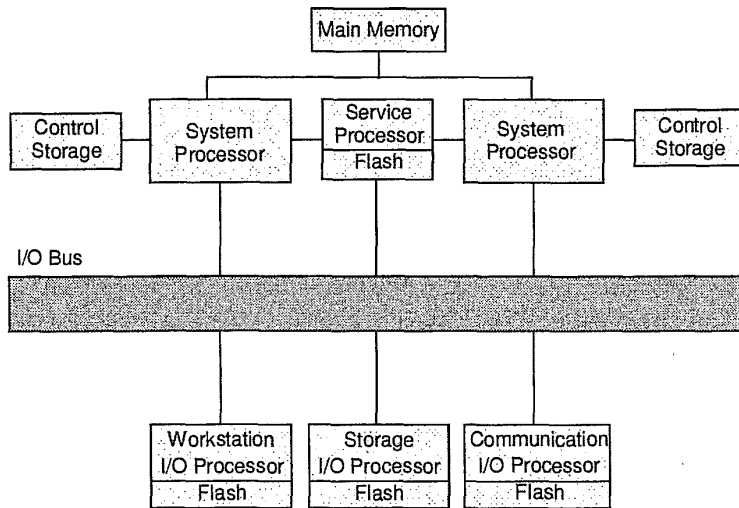 Main Memory
Control
Storage
System
Processor
Service
Processor
Flash
System
Processor
Control
Storage
I/O Bus
Workstation
I/O Processor
Flash
Storage
I/O Processor
Flash
Communication
I/O Processor
Flash